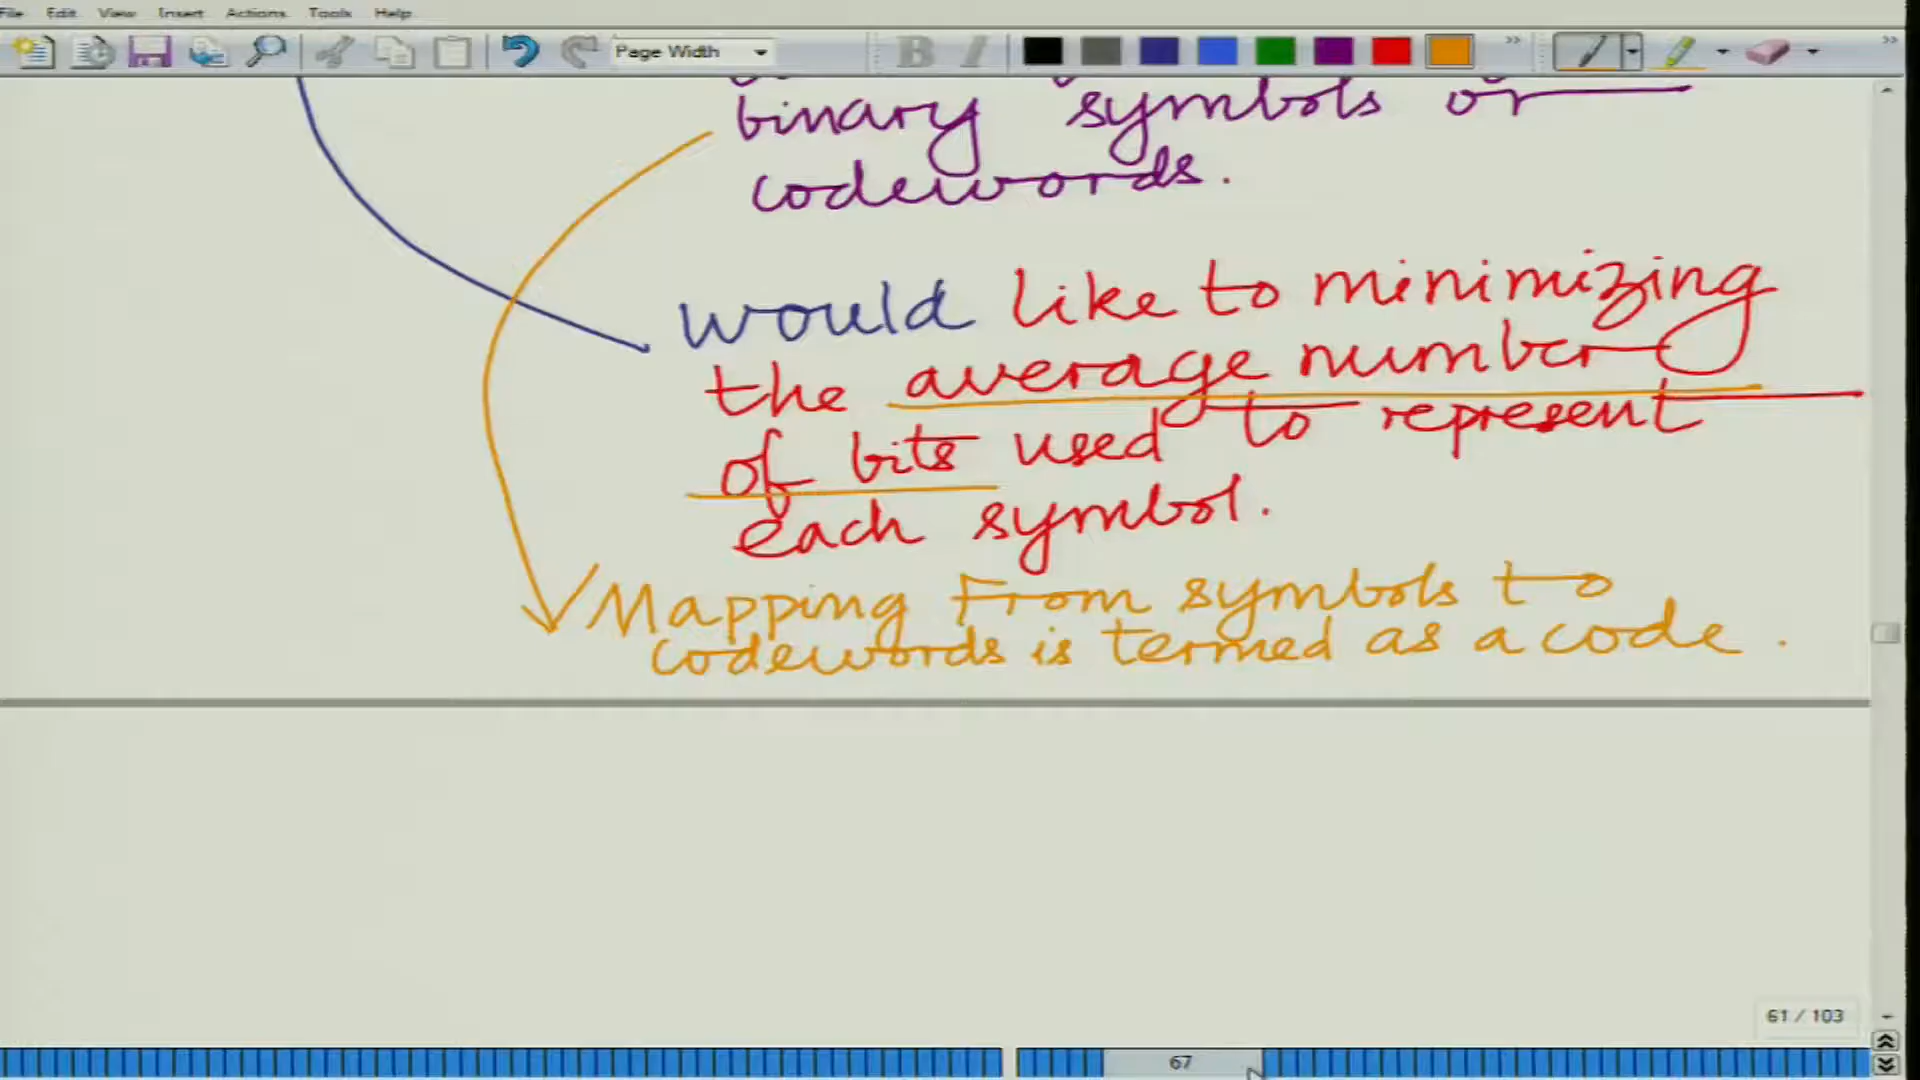 File Edit View Insert Actions Tools Help
Page Width
B I
binary symbols or
codewords.
would like to minimizing
the average number
of bits used to represent
each symbol.
Mapping From symbols to
codewords is termed as a code.
61 / 103
67